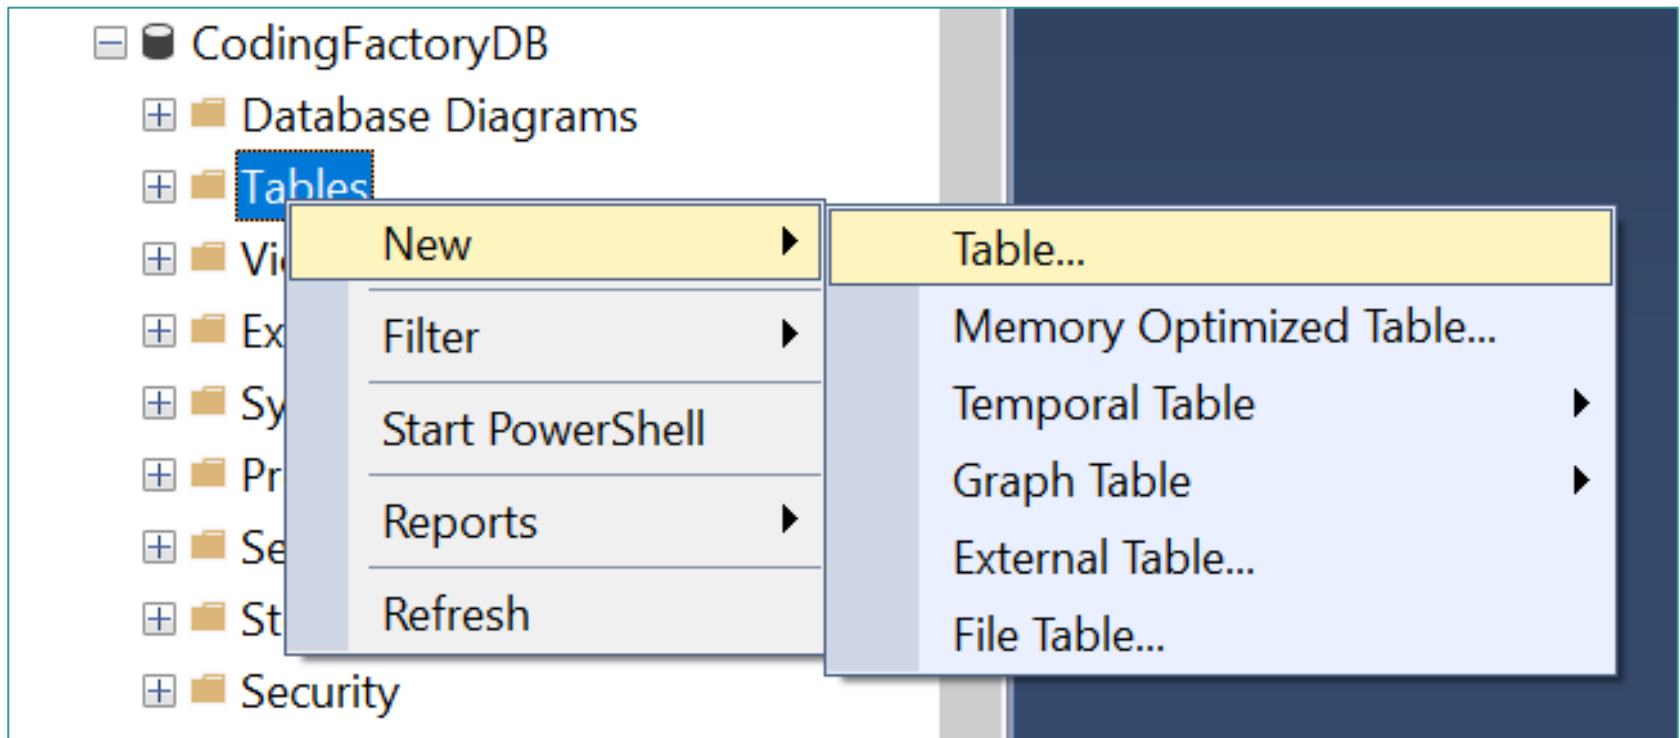 CodingFactoryDB
Database Diagrams
Tables
New
Filter
Start PowerShell
Reports
Refresh
Table...
Memory Optimized Table...
Temporal Table
Graph Table
External Table...
File Table...
Security